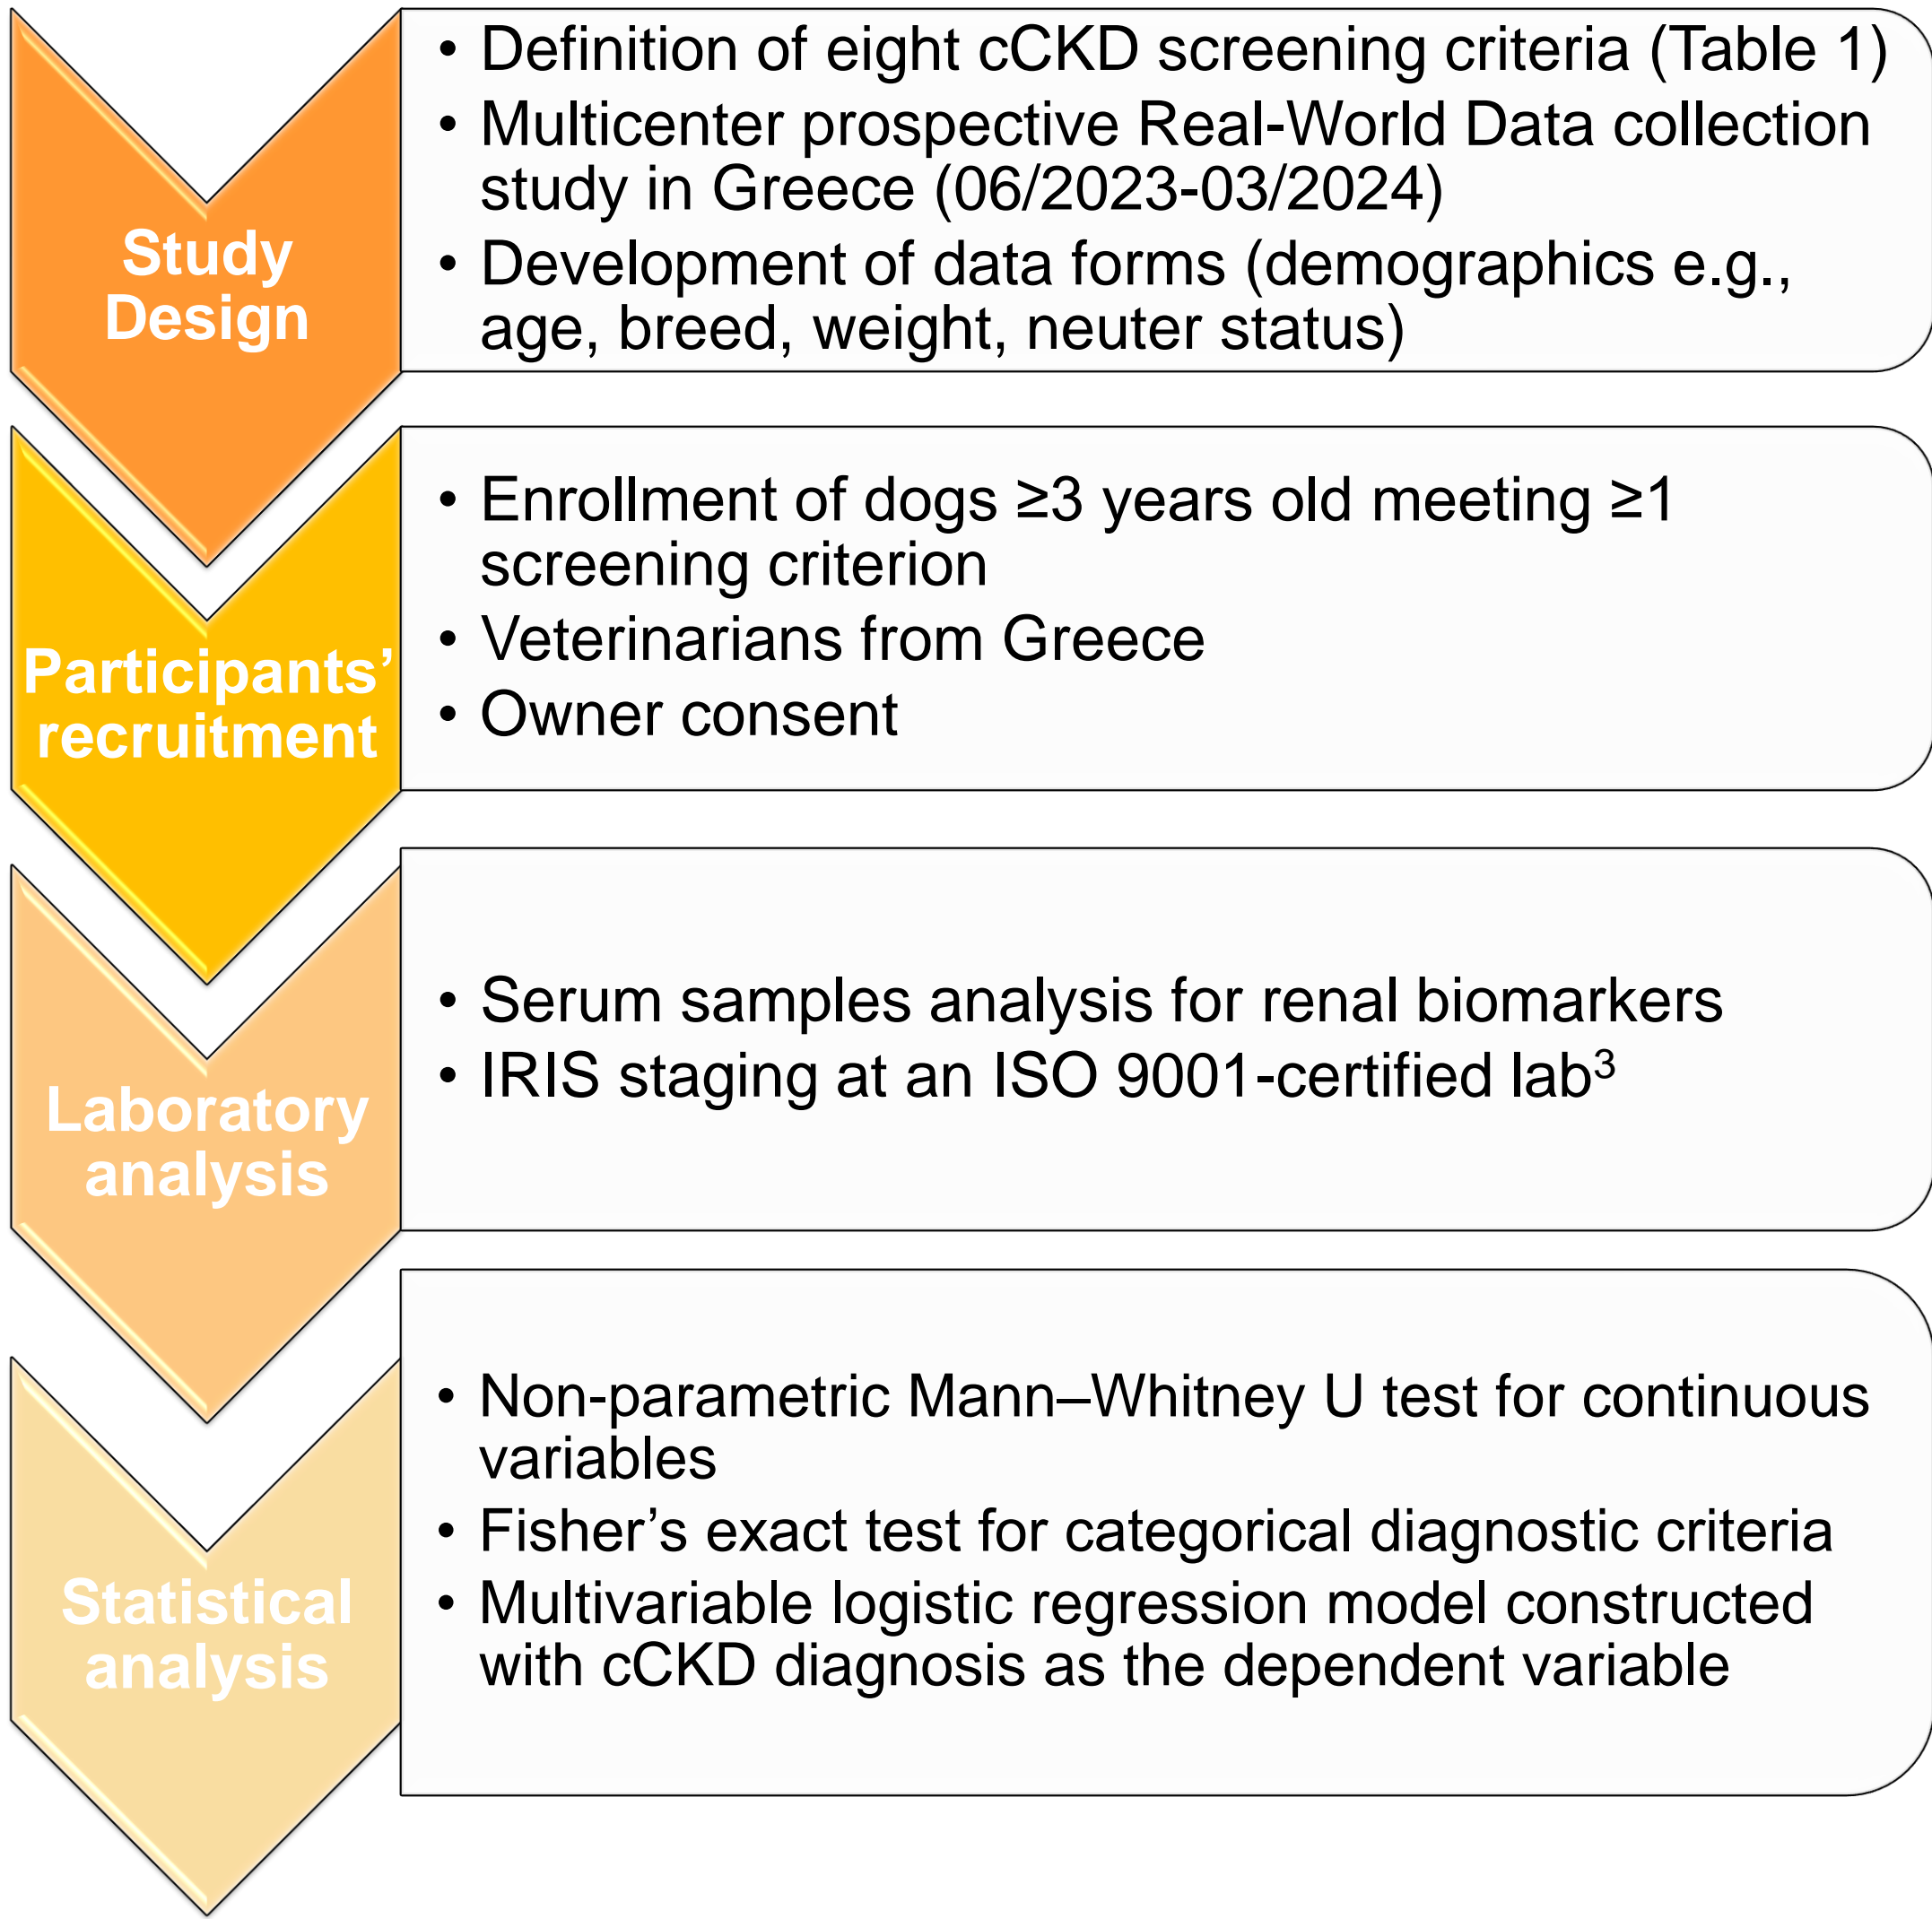 Study
Design
• Definition of eight cCKD screening criteria (Table 1)
• Multicenter prospective Real-World Data collection
study in Greece (06/2023-03/2024)
• Development of data forms (demographics e.g.,
age, breed, weight, neuter status)
Participants’
recruitment
• Enrollment of dogs ≥3 years old meeting ≥1
screening criterion
• Veterinarians from Greece
• Owner consent
Laboratory
analysis
• Serum samples analysis for renal biomarkers
• IRIS staging at an ISO 9001-certified lab³
Statistical
analysis
• Non-parametric Mann–Whitney U test for continuous
variables
• Fisher’s exact test for categorical diagnostic criteria
• Multivariable logistic regression model constructed
with cCKD diagnosis as the dependent variable